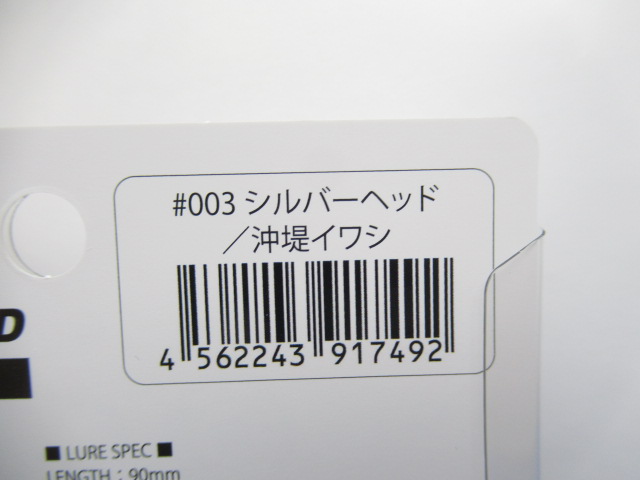 #003 シルバーヘッド
／沖堤イワシ
4 562243 917492
D
■ LURE SPEC ■
LENGTH : 90mm